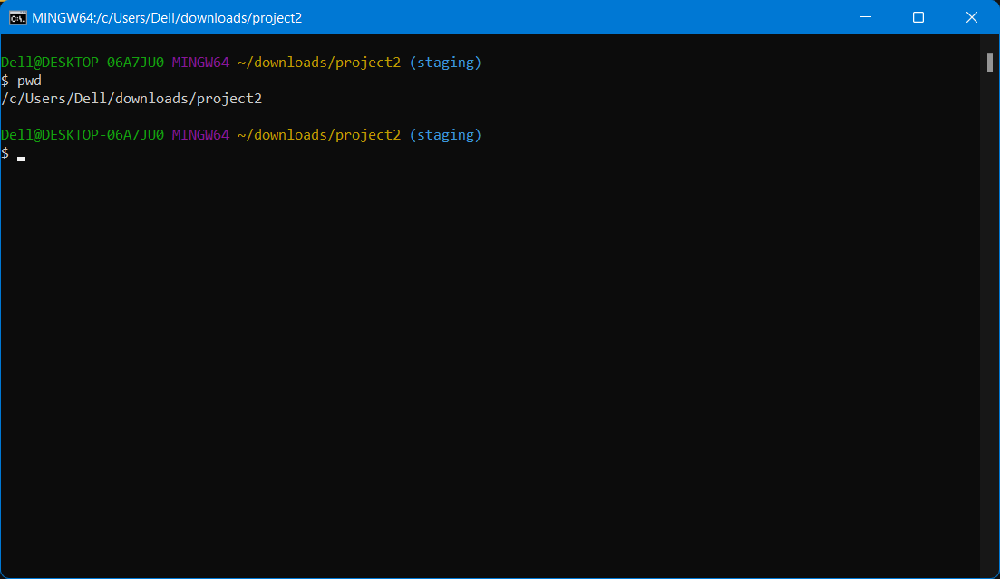 MINGW64:/c/Users/Dell/downloads/project2
Dell@DESKTOP-06A7JU0 MINGW64 ~/downloads/project2 (staging)
$ pwd
/c/Users/Dell/downloads/project2
Dell@DESKTOP-06A7JU0 MINGW64 ~/downloads/project2 (staging)
$